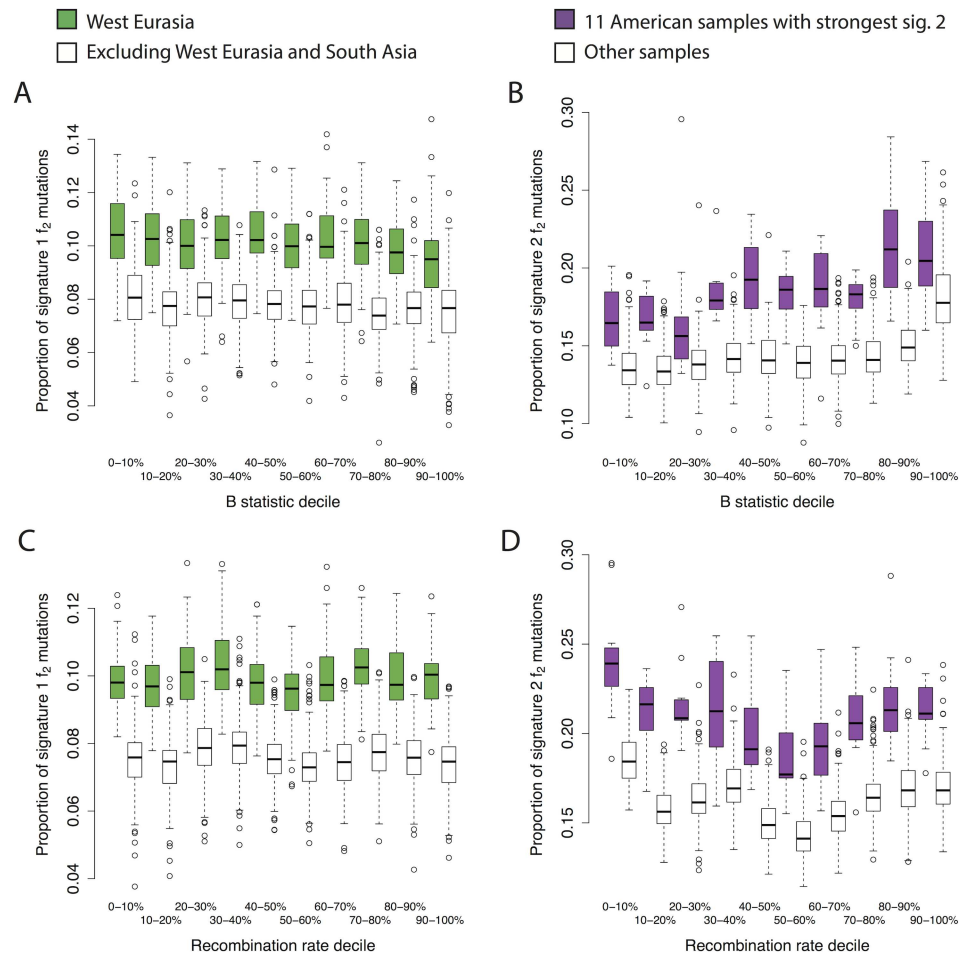 West Eurasia
Excluding West Eurasia and South Asia
11 American samples with strongest sig. 2
Other samples
A
Proportion of signature 1 f2 mutations
0.14
0.12
0.10
0.08
0.06
0.04
0–10% 20–30% 40–50% 60–70% 80–90%
10–20% 30–40% 50–60% 70–80% 90–100%
B statistic decile
B
Proportion of signature 2 f2 mutations
0.30
0.25
0.20
0.15
0.10
0–10% 20–30% 40–50% 60–70% 80–90%
10–20% 30–40% 50–60% 70–80% 90–100%
B statistic decile
C
Proportion of signature 1 f2 mutations
0.12
0.10
0.08
0.06
0.04
0–10% 20–30% 40–50% 60–70% 80–90%
10–20% 30–40% 50–60% 70–80% 90–100%
Recombination rate decile
D
Proportion of signature 2 f2 mutations
0.30
0.25
0.20
0.15
0–10% 20–30% 40–50% 60–70% 80–90%
10–20% 30–40% 50–60% 70–80% 90–100%
Recombination rate decile